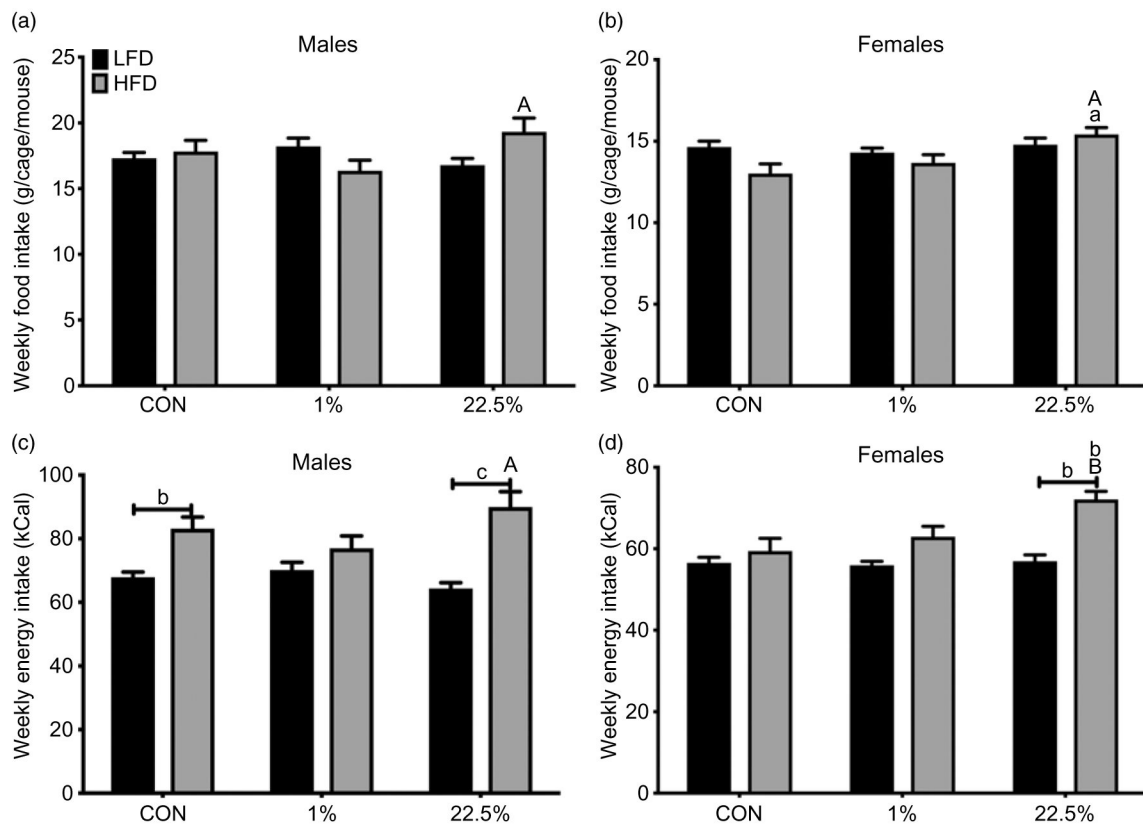 (a)
Males
Weekly food intake (g/cage/mouse)
25
20
15
10
5
0
LFD
HFD
A
CON
1%
22.5%
(b)
Females
Weekly food intake (g/cage/mouse)
20
15
10
5
0
A
a
CON
1%
22.5%
(c)
Males
Weekly energy intake (kCal)
100
80
60
40
20
0
b
c
A
CON
1%
22.5%
(d)
Females
Weekly energy intake (kCal)
80
60
40
20
0
b
b
B
CON
1%
22.5%